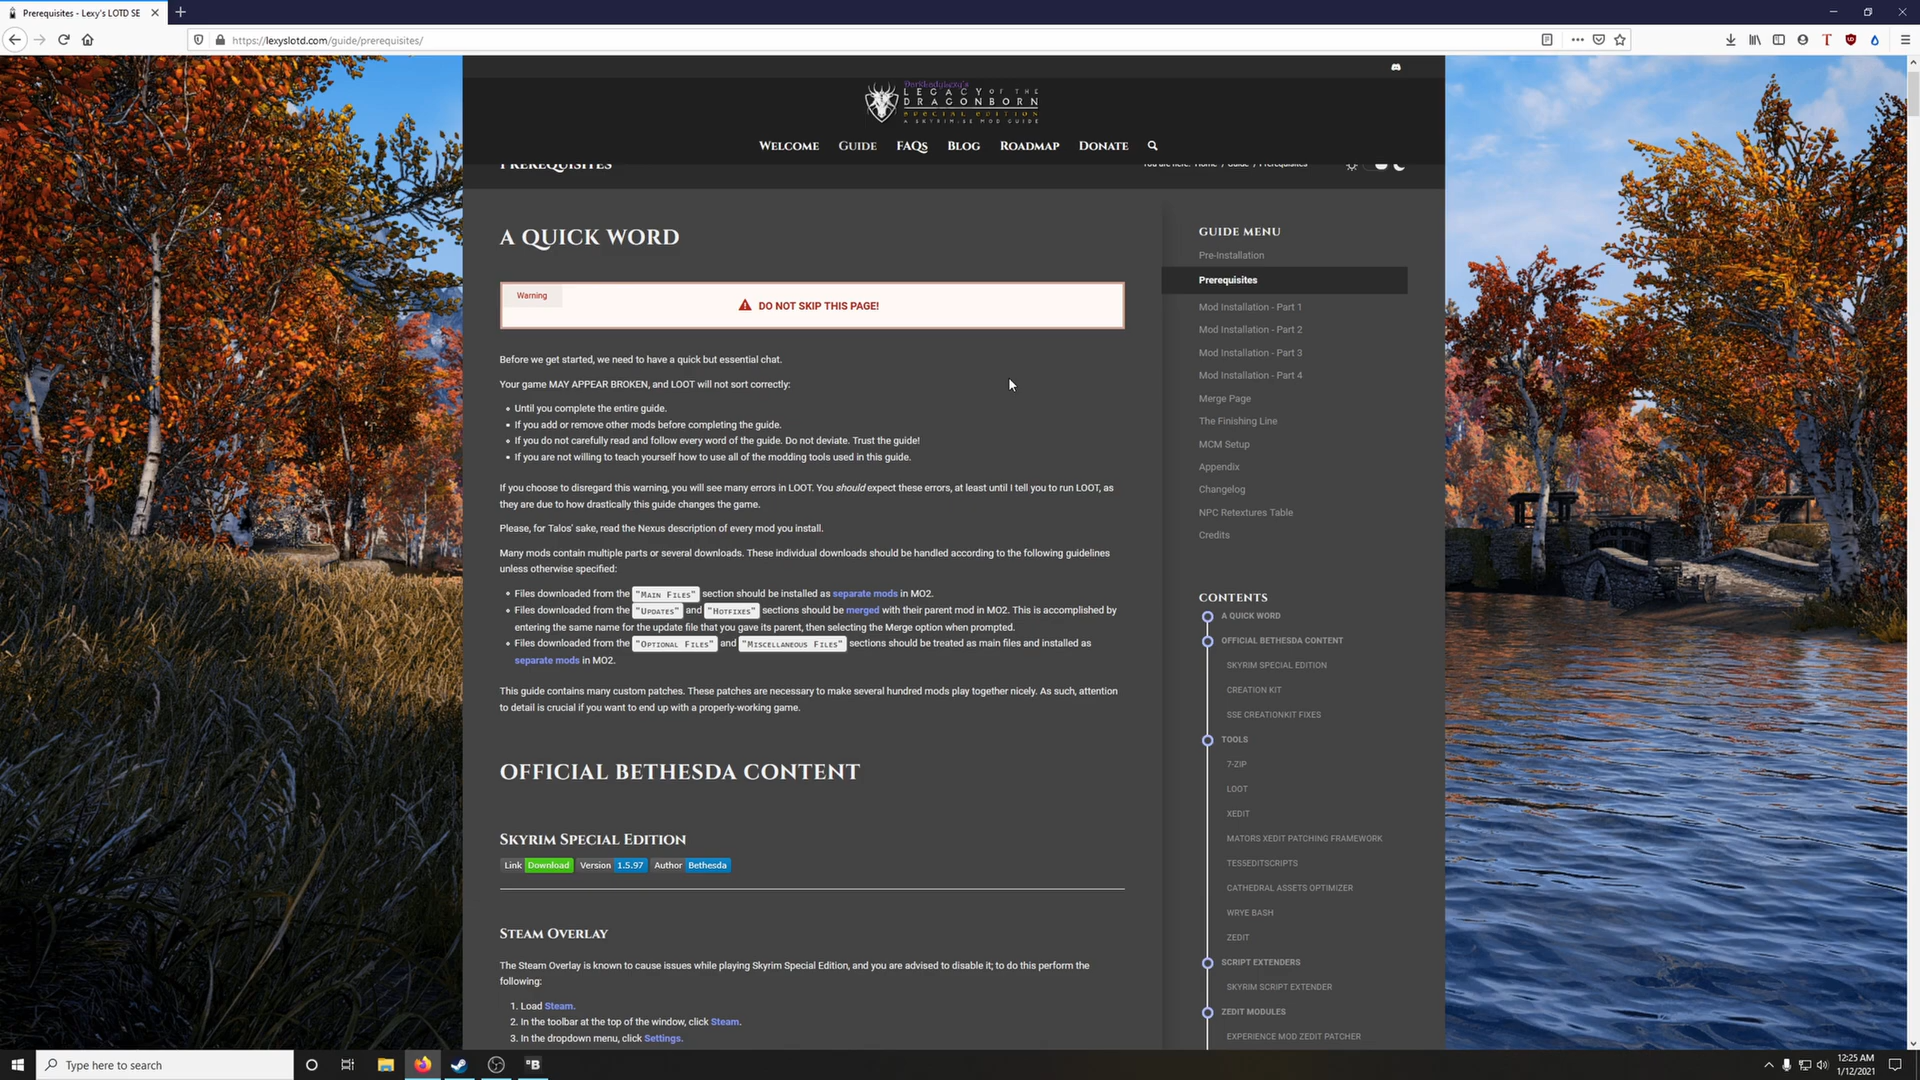 Prerequisites - Lexy's LOTD SE
https://lexyslotd.com/guide/prerequisites/
DarkladyLexy's
LEGACY OF THE
DRAGONBORN
SPECIAL EDITION
A SKYRIM:SE MOD GUIDE
WELCOME GUIDE FAQS BLOG ROADMAP DONATE
PREREQUISITES
You are here: Home / Guide / Prerequisites
A QUICK WORD
Warning
DO NOT SKIP THIS PAGE!
Before we get started, we need to have a quick but essential chat.
Your game MAY APPEAR BROKEN, and LOOT will not sort correctly:
Until you complete the entire guide.
If you add or remove other mods before completing the guide.
If you do not carefully read and follow every word of the guide. Do not deviate. Trust the guide!
If you are not willing to teach yourself how to use all of the modding tools used in this guide.
If you choose to disregard this warning, you will see many errors in LOOT. You should expect these errors, at least until I tell you to run LOOT, as
they are due to how drastically this guide changes the game.
Please, for Talos' sake, read the Nexus description of every mod you install.
Many mods contain multiple parts or several downloads. These individual downloads should be handled according to the following guidelines
unless otherwise specified:
Files downloaded from the "MAIN FILES" section should be installed as separate mods in MO2.
Files downloaded from the "UPDATES" and "HOTFIXES" sections should be merged with their parent mod in MO2. This is accomplished by
entering the same name for the update file that you gave its parent, then selecting the Merge option when prompted.
Files downloaded from the "OPTIONAL FILES" and "MISCELLANEOUS FILES" sections should be treated as main files and installed as
separate mods in MO2.
This guide contains many custom patches. These patches are necessary to make several hundred mods play together nicely. As such, attention
to detail is crucial if you want to end up with a properly-working game.
OFFICIAL BETHESDA CONTENT
SKYRIM SPECIAL EDITION
Link Download Version 1.5.97 Author Bethesda
STEAM OVERLAY
The Steam Overlay is known to cause issues while playing Skyrim Special Edition, and you are advised to disable it; to do this perform the
following:
1. Load Steam.
2. In the toolbar at the top of the window, click Steam.
3. In the dropdown menu, click Settings.
GUIDE MENU
Pre-Installation
Prerequisites
Mod Installation - Part 1
Mod Installation - Part 2
Mod Installation - Part 3
Mod Installation - Part 4
Merge Page
The Finishing Line
MCM Setup
Appendix
Changelog
NPC Retextures Table
Credits
CONTENTS
A QUICK WORD
OFFICIAL BETHESDA CONTENT
SKYRIM SPECIAL EDITION
CREATION KIT
SSE CREATIONKIT FIXES
TOOLS
7-ZIP
LOOT
XEDIT
MATORS XEDIT PATCHING FRAMEWORK
TES5EDITSCRIPTS
CATHEDRAL ASSETS OPTIMIZER
WRYE BASH
ZEDIT
SCRIPT EXTENDERS
SKYRIM SCRIPT EXTENDER
ZEDIT MODULES
EXPERIENCE MOD ZEDIT PATCHER
Type here to search
12:25 AM
1/12/2021